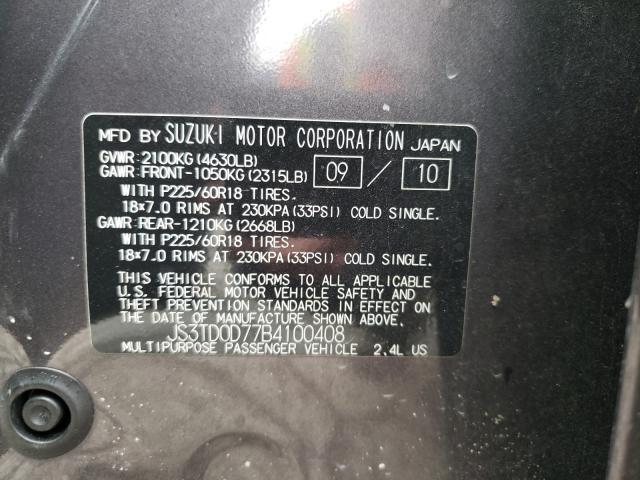 MFD BY SUZUKI MOTOR CORPORATION JAPAN
GVWR:2100KG(4630LB)
GAWR:FRONT-1050KG(2315LB) 09 / 10
WITH P225/60R18 TIRES.
18×7.0 RIMS AT 230KPA(33PSI) COLD SINGLE.
GAWR:REAR-1210KG(2668LB)
WITH P225/60R18 TIRES.
18×7.0 RIMS AT 230KPA(33PSI) COLD SINGLE.
THIS VEHICLE CONFORMS TO ALL APPLICABLE
U.S. FEDERAL MOTOR VEHICLE SAFETY AND
THEFT PREVENTION STANDARDS IN EFFECT ON
THE DATE OF MANUFACTURE SHOWN ABOVE.
JS3TD0D77B4100408
MULTIPURPOSE PASSENGER VEHICLE 2.4L US